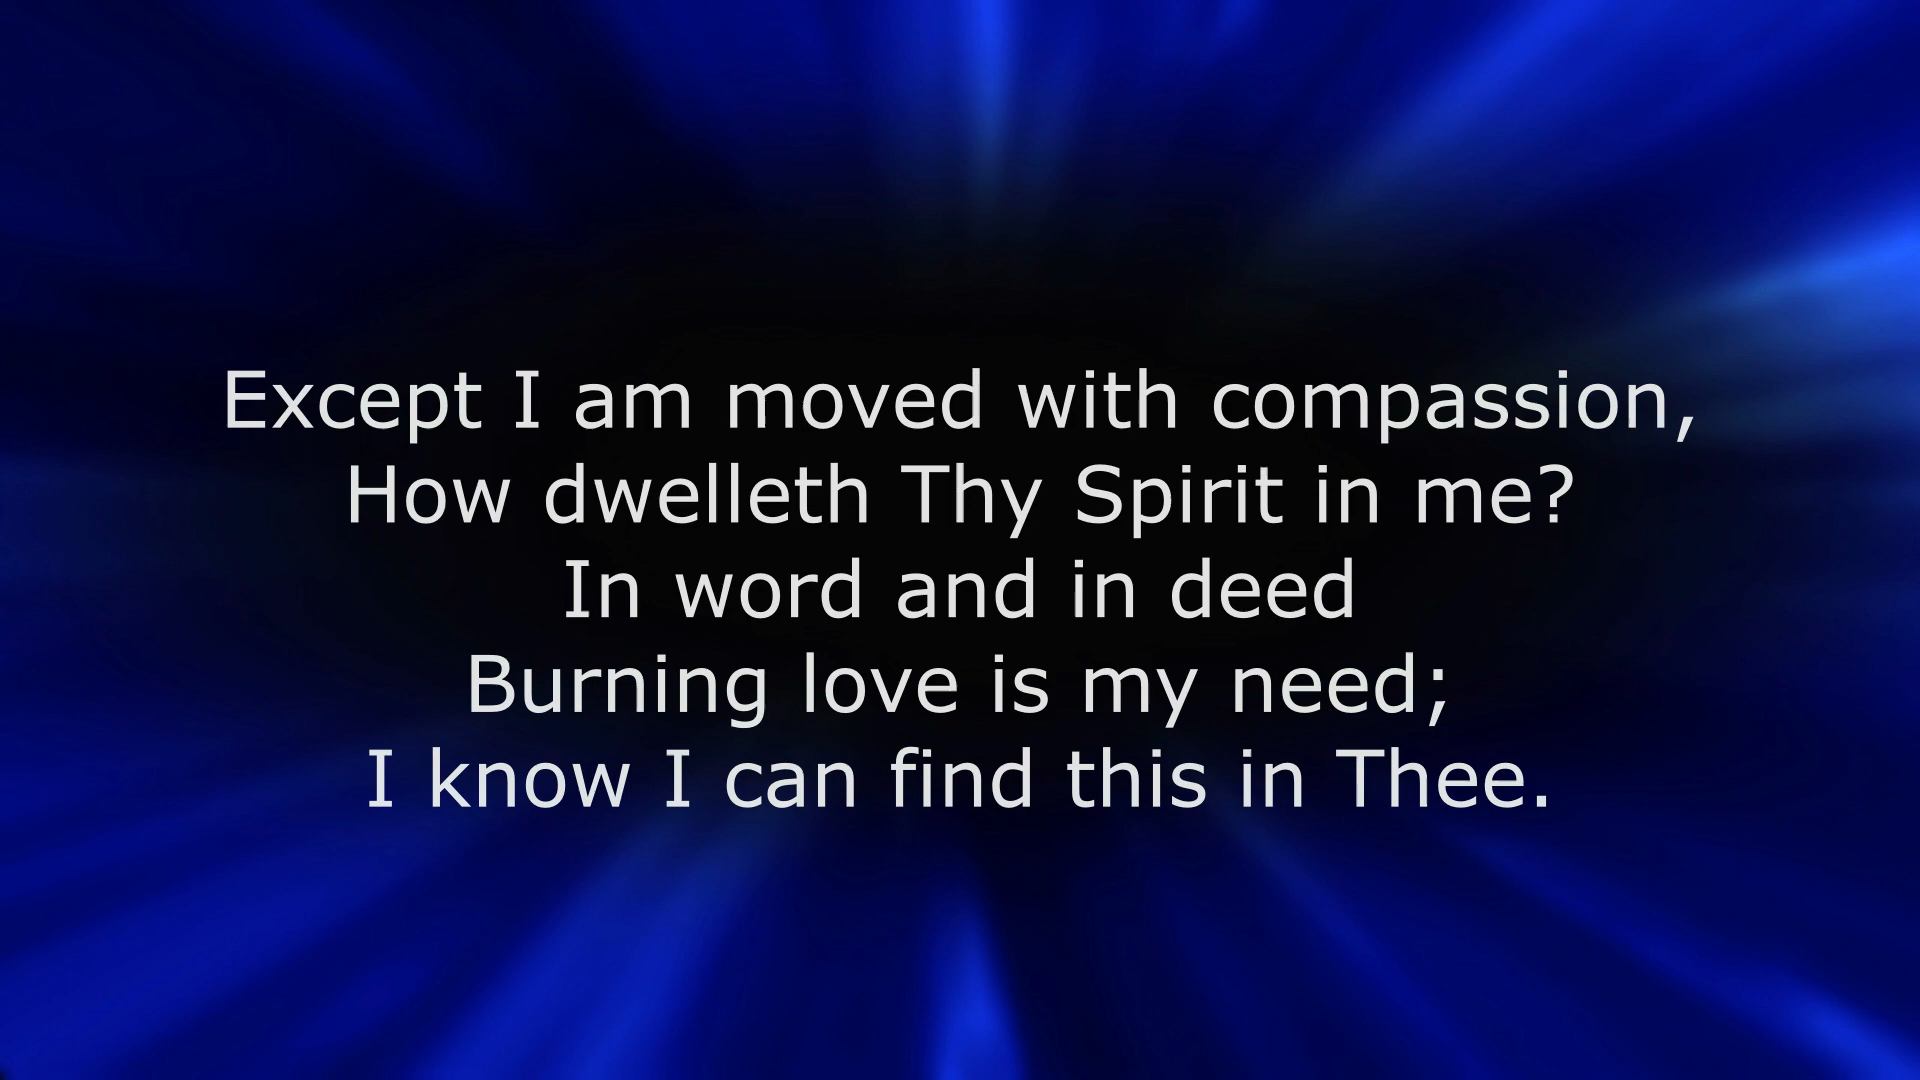 Except I am moved with compassion,
How dwelleth Thy Spirit in me?
In word and in deed
Burning love is my need;
I know I can find this in Thee.